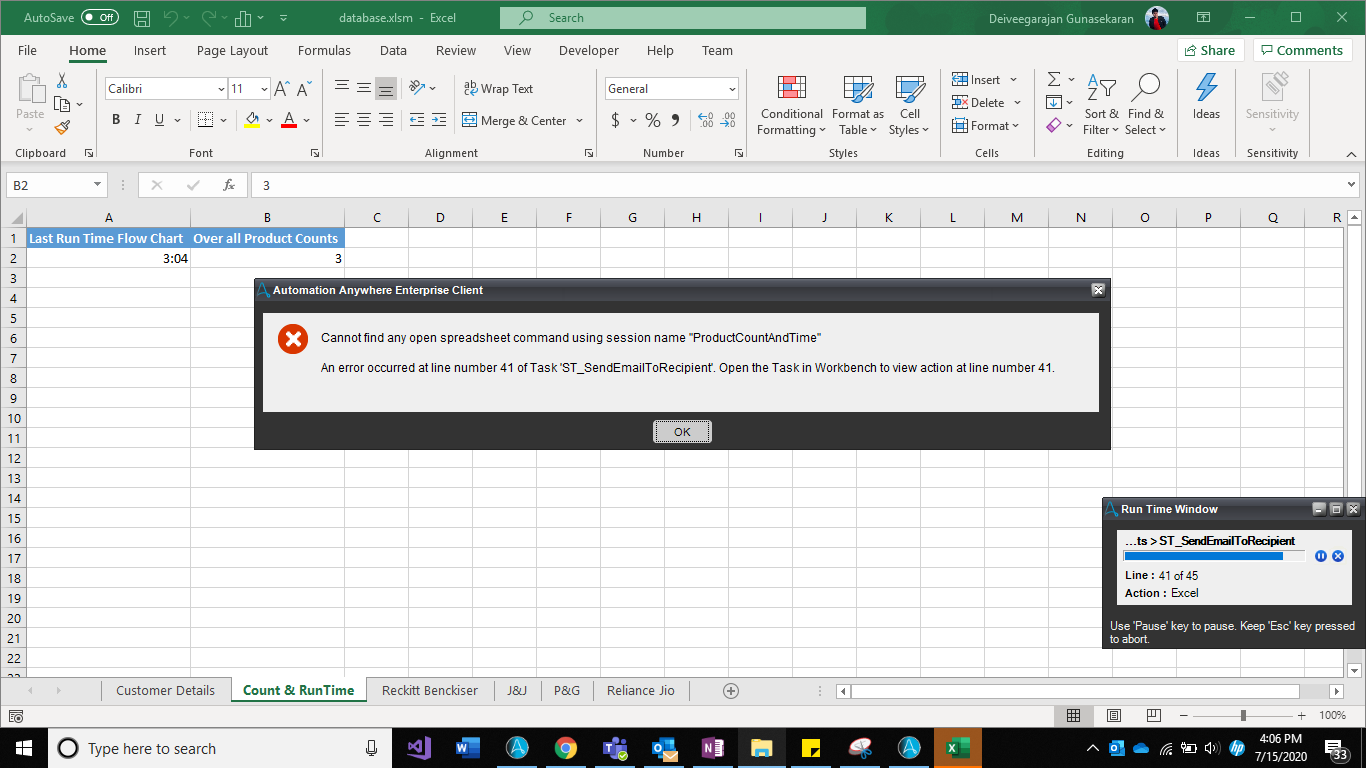 AutoSave Off database.xlsm - Excel Search Deiveegarajan Gunasekaran
File Home Insert Page Layout Formulas Data Review View Developer Help Team Share Comments
Paste
Calibri 11
B I U A
Wrap Text
Merge & Center
General
$ % ,
Conditional Formatting
Format as Table
Cell Styles
Insert
Delete
Format
Sort & Filter
Find & Select
Ideas
Sensitivity
Clipboard Font Alignment Number Styles Cells Editing Ideas Sensitivity
B2 fx 3
A B C D E F G H I J K L M N O P Q R
1 Last Run Time Flow Chart Over all Product Counts
2 3:04 3
3
4
5
6
7
8
9
10
11
12
13
14
15
16
17
18
19
20
21
22
Automation Anywhere Enterprise Client
Cannot find any open spreadsheet command using session name "ProductCountAndTime"
An error occurred at line number 41 of Task 'ST_SendEmailToRecipient'. Open the Task in Workbench to view action at line number 41.
OK
Run Time Window
...ts > ST_SendEmailToRecipient
Line : 41 of 45
Action : Excel
Use 'Pause' key to pause. Keep 'Esc' key pressed
to abort.
Customer Details Count & RunTime Reckitt Benckiser J&J P&G Reliance Jio
100%
Type here to search
4:06 PM
7/15/2020
33